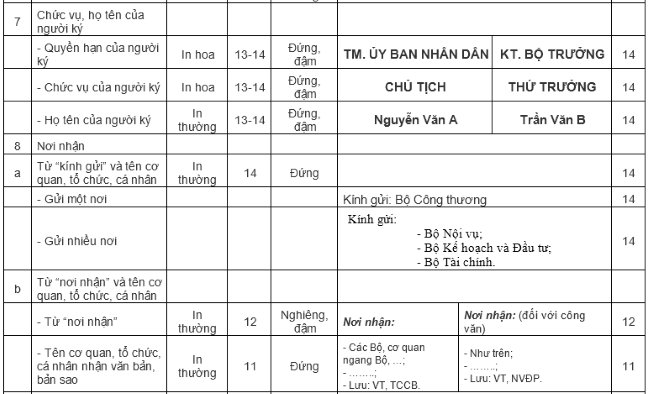 7 Chức vụ, họ tên của
người ký
- Quyền hạn của người
ký In hoa 13-14 Đứng,
đậm TM. ỦY BAN NHÂN DÂN KT. BỘ TRƯỞNG 14
- Chức vụ của người ký In hoa 13-14 Đứng,
đậm CHỦ TỊCH THỨ TRƯỞNG 14
- Họ tên của người ký In
thường 13-14 Đứng,
đậm Nguyễn Văn A Trần Văn B 14
8 Nơi nhận
a Từ “kính gửi” và tên cơ
quan, tổ chức, cá nhân In
thường 14 Đứng 14
- Gửi một nơi Kính gửi: Bộ Công thương 14
- Gửi nhiều nơi Kính gửi:
- Bộ Nội vụ;
- Bộ Kế hoạch và Đầu tư;
- Bộ Tài chính. 14
b Từ “nơi nhận” và tên cơ
quan, tổ chức, cá nhân
- Từ “nơi nhận” In
thường 12 Nghiêng,
đậm Nơi nhận: Nơi nhận: (đối với công
văn) 12
- Tên cơ quan, tổ chức,
cá nhân nhận văn bản,
bản sao In
thường 11 Đứng - Các Bộ, cơ quan
ngang Bộ, …;
- ……..;
- Lưu: VT, TCCB. - Như trên;
- ……..;
- Lưu: VT, NVĐP. 11